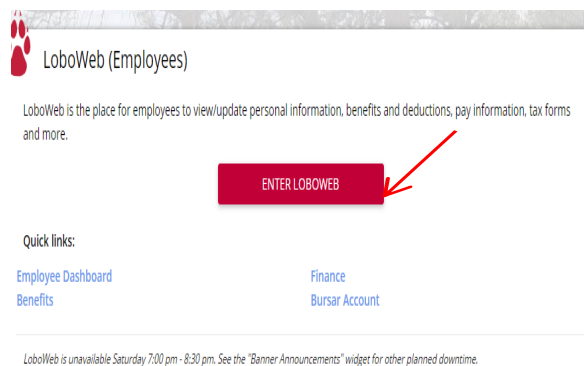 LoboWeb (Employees)
LoboWeb is the place for employees to view/update personal information, benefits and deductions, pay information, tax forms
and more.
ENTER LOBOWEB
Quick links:
Employee Dashboard
Finance
Benefits
Bursar Account
LoboWeb is unavailable Saturday 7:00 pm - 8:30 pm. See the "Banner Announcements" widget for other planned downtime.